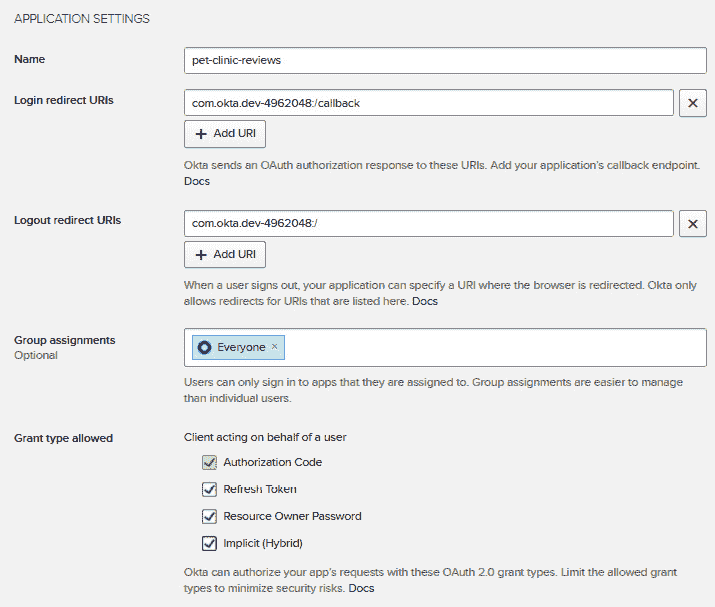 APPLICATION SETTINGS
Name
pet-clinic-reviews
Login redirect URIs
com.okta.dev-4962048:/callback
+ Add URI
Okta sends an OAuth authorization response to these URIs. Add your application's callback endpoint.
Docs
Logout redirect URIs
com.okta.dev-4962048:/
+ Add URI
When a user signs out, your application can specify a URI where the browser is redirected. Okta only
allows redirects for URIs that are listed here. Docs
Group assignments
Optional
Everyone ×
Users can only sign in to apps that they are assigned to. Group assignments are easier to manage
than individual users.
Grant type allowed
Client acting on behalf of a user
Authorization Code
Refresh Token
Resource Owner Password
Implicit (Hybrid)
Okta can authorize your app's requests with these OAuth 2.0 grant types. Limit the allowed grant
types to minimize security risks. Docs